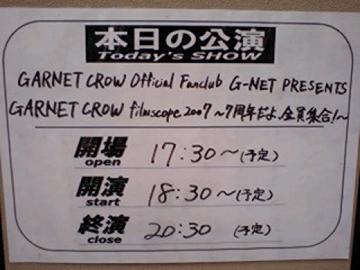 本日の公演
Today's SHOW
GARNET CROW Official Fanclub G-NET PRESENTS
GARNET CROW filmscope 2007 ～7周年だよ、全員集合!～
開場 17:30～(予定)
open
開演 18:30～(予定)
start
終演 20:30 (予定)
close